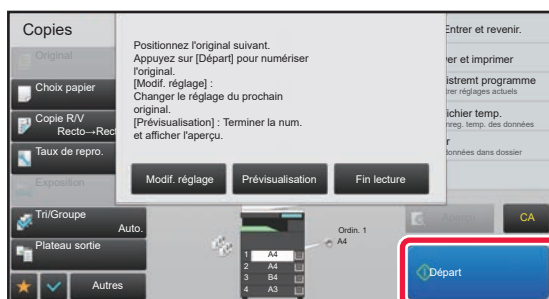 Copies
Original
Choix papier
Copie R/V
Recto→Rect
Taux de repro.
Exposition
Tri/Groupe
Auto.
Plateau sortie
Autres
Positionnez l'original suivant.
Appuyez sur [Départ] pour numériser
l'original.
[Modif. réglage] :
Changer le réglage du prochain
original.
[Prévisualisation] : Terminer la num.
et afficher l'aperçu.
Modif. réglage
Prévisualisation
Fin lecture
Ordin. 1
A4
1 A4
2 A4
3 B4
4 A3
Entrer et revenir.
er et imprimer
istremt programme
trer réglages actuels
ichier temp.
nreg. temp. des données
r
données dans dossier
CA
Départ